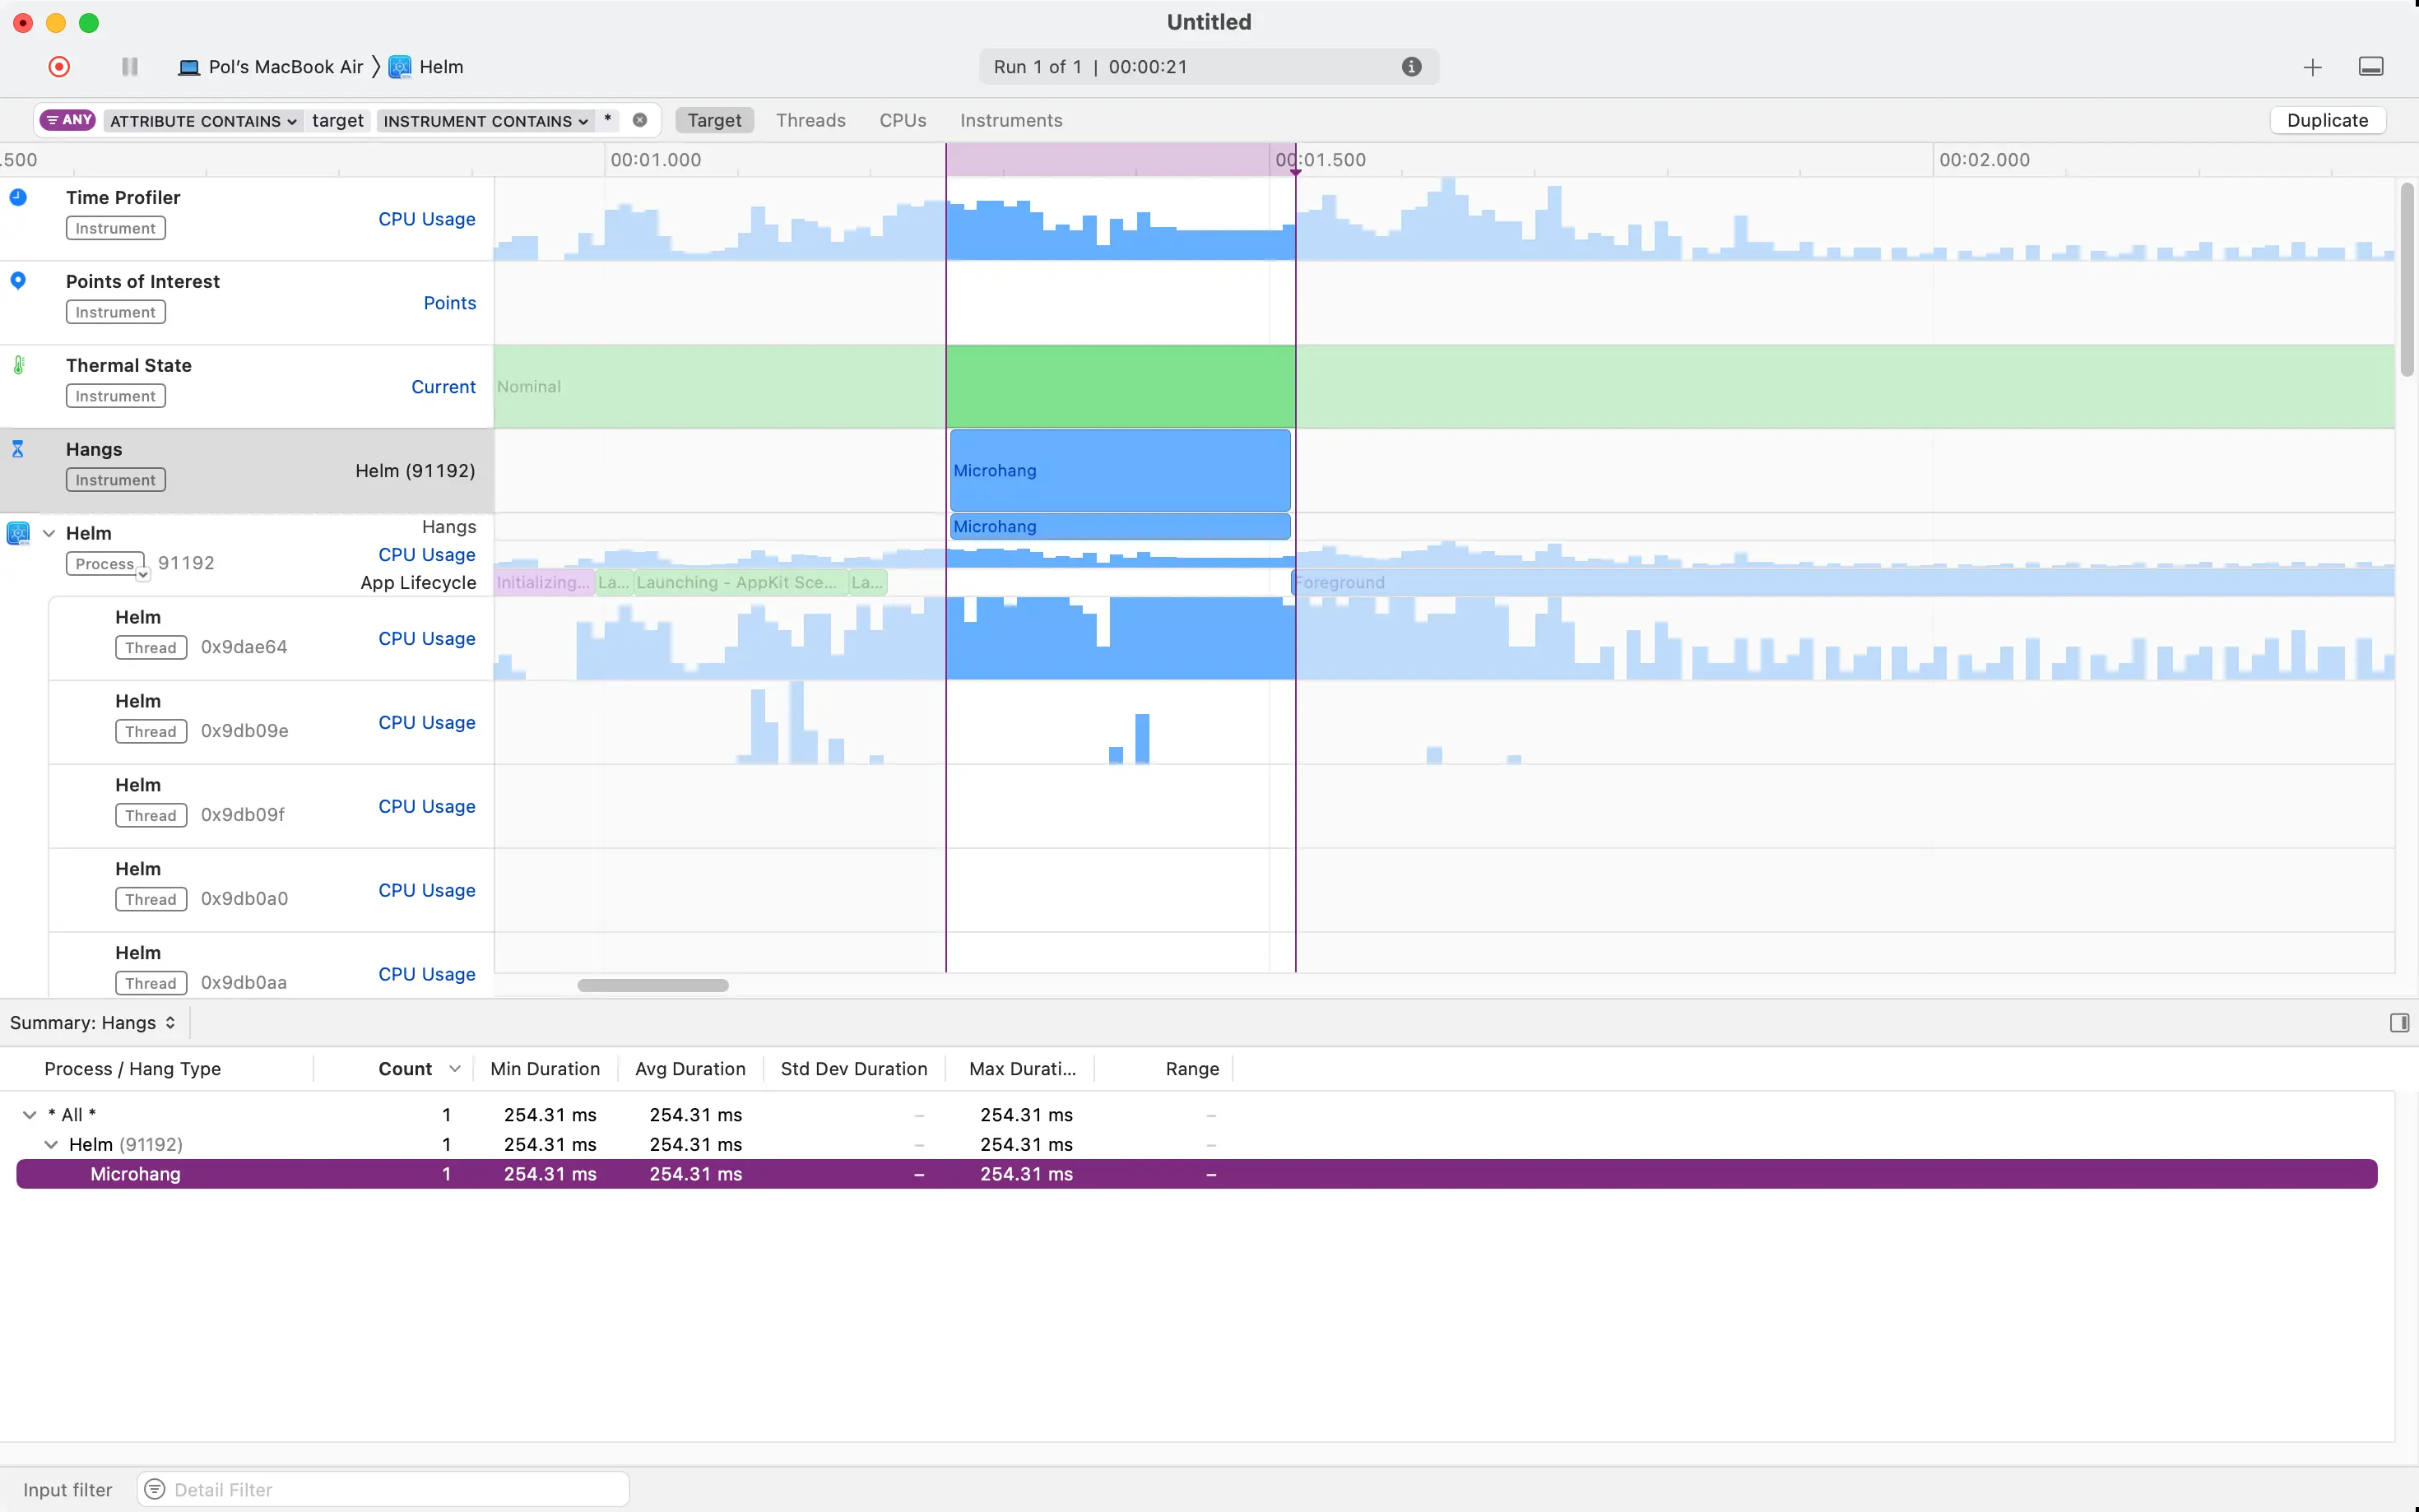 Untitled
Pol's MacBook Air 〉 Helm
Run 1 of 1 | 00:00:21
ANY ATTRIBUTE CONTAINS target INSTRUMENT CONTAINS * Target Threads CPUs Instruments Duplicate
.500 00:01.000 00:01.500 00:02.000
Time Profiler
Instrument
CPU Usage
Points of Interest
Instrument
Points
Thermal State
Instrument
Current
Nominal
Hangs
Instrument
Helm (91192)
Microhang
Helm
Process 91192
Hangs
Microhang
CPU Usage
App Lifecycle
Initializing... La... Launching - AppKit Sce... La... Foreground
Helm
Thread 0x9dae64
CPU Usage
Helm
Thread 0x9db09e
CPU Usage
Helm
Thread 0x9db09f
CPU Usage
Helm
Thread 0x9db0a0
CPU Usage
Helm
Thread 0x9db0aa
CPU Usage
Summary: Hangs
Process / Hang Type Count Min Duration Avg Duration Std Dev Duration Max Durati... Range
* All * 1 254.31 ms 254.31 ms – 254.31 ms –
Helm (91192) 1 254.31 ms 254.31 ms – 254.31 ms –
Microhang 1 254.31 ms 254.31 ms – 254.31 ms –
Input filter Detail Filter